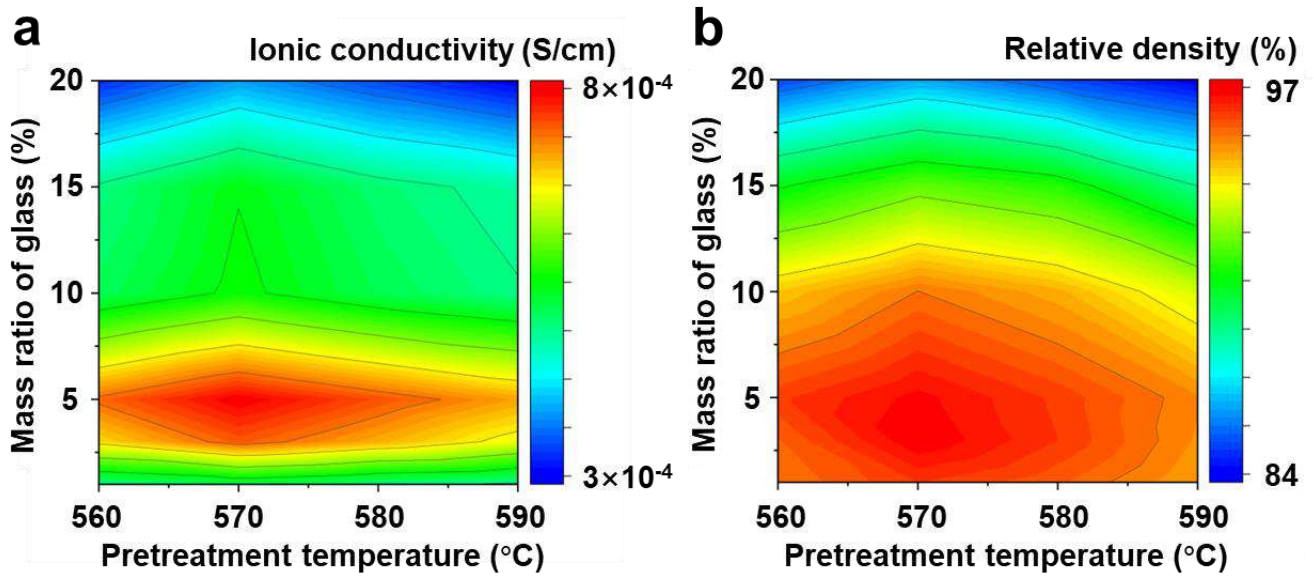 a
Ionic conductivity (S/cm)
20
15
10
5
560
570
580
590
Mass ratio of glass (%)
Pretreatment temperature (°C)
8×10⁻⁴
3×10⁻⁴
b
Relative density (%)
20
15
10
5
560
570
580
590
Mass ratio of glass (%)
Pretreatment temperature (°C)
97
84